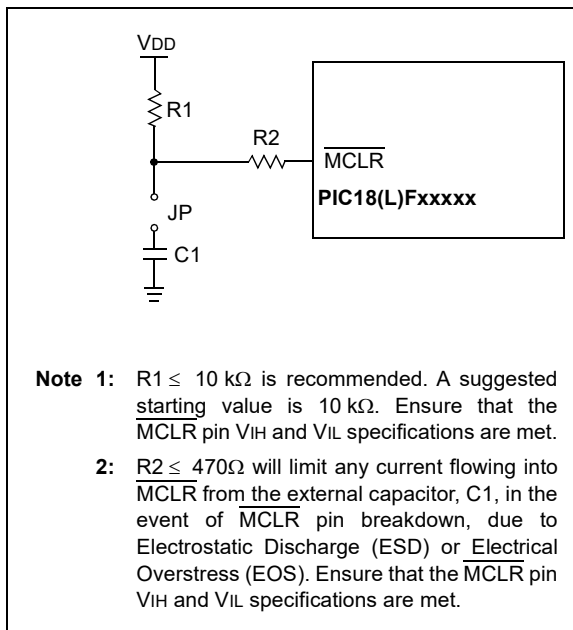 VDD
R1
R2
MCLR
PIC18(L)Fxxxxx
JP
C1
Note 1: R1 ≤ 10 kΩ is recommended. A suggested
starting value is 10 kΩ. Ensure that the
MCLR pin VIH and VIL specifications are met.
2: R2 ≤ 470Ω will limit any current flowing into
MCLR from the external capacitor, C1, in the
event of MCLR pin breakdown, due to
Electrostatic Discharge (ESD) or Electrical
Overstress (EOS). Ensure that the MCLR pin
VIH and VIL specifications are met.